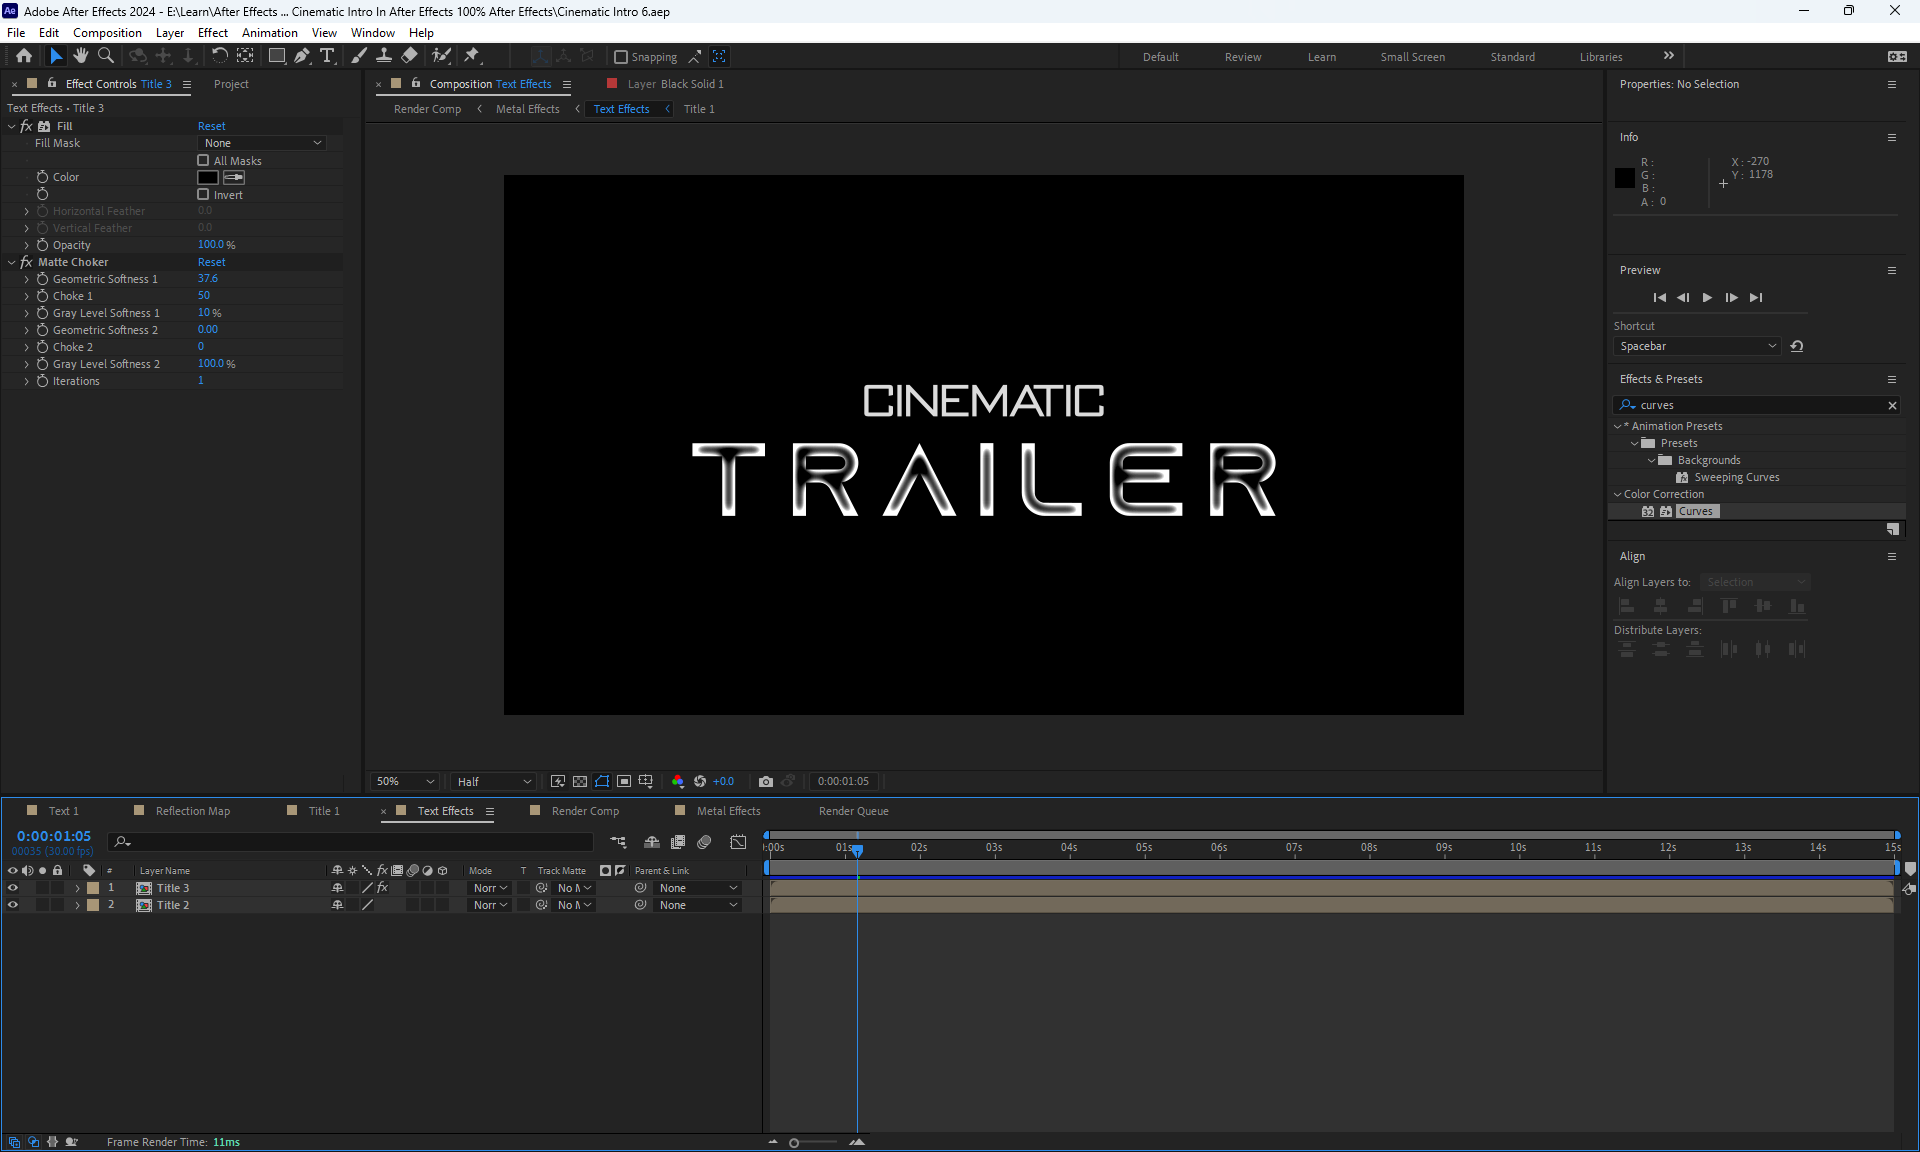 Adobe After Effects 2024 - E:\Learn\After Effects ... Cinematic Intro In After Effects 100% After Effects\Cinematic Intro 6.aep
File Edit Composition Layer Effect Animation View Window Help
Snapping
Default Review Learn Small Screen Standard Libraries
Effect Controls Title 3 Project
Text Effects • Title 3
fx Fill Reset
Fill Mask None
All Masks
Color
Invert
Horizontal Feather 0.0
Vertical Feather 0.0
Opacity 100.0 %
fx Matte Choker Reset
Geometric Softness 1 37.6
Choke 1 50
Gray Level Softness 1 10 %
Geometric Softness 2 0.00
Choke 2 0
Gray Level Softness 2 100.0 %
Iterations 1
Composition Text Effects Layer Black Solid 1
Render Comp Metal Effects Text Effects Title 1
CINEMATIC
TRAILER
50% Half +0.0 0:00:01:05
Properties: No Selection
Info
R : X : -270
G : Y : 1178
B :
A : 0
Preview
Shortcut
Spacebar
Effects & Presets
curves
* Animation Presets
Presets
Backgrounds
Sweeping Curves
Color Correction
32 Curves
Align
Align Layers to: Selection
Distribute Layers:
Text 1 Reflection Map Title 1 Text Effects Render Comp Metal Effects Render Queue
0:00:01:05
00035 (30.00 fps)
:00s 01s 02s 03s 04s 05s 06s 07s 08s 09s 10s 11s 12s 13s 14s 15s
# Layer Name fx Mode T Track Matte Parent & Link
1 Title 3 fx Norr No M None
2 Title 2 Norr No M None
Frame Render Time: 11ms